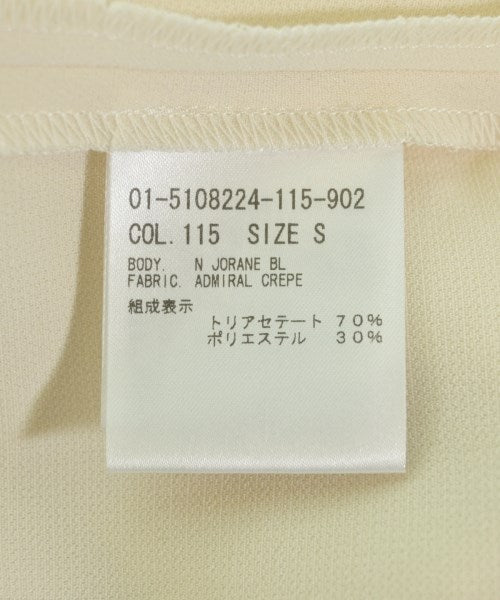 01-5108224-115-902
COL. 115 SIZE S
BODY. N JORANE BL
FABRIC. ADMIRAL CREPE
組成表示
トリアセテート 70%
ポリエステル 30%